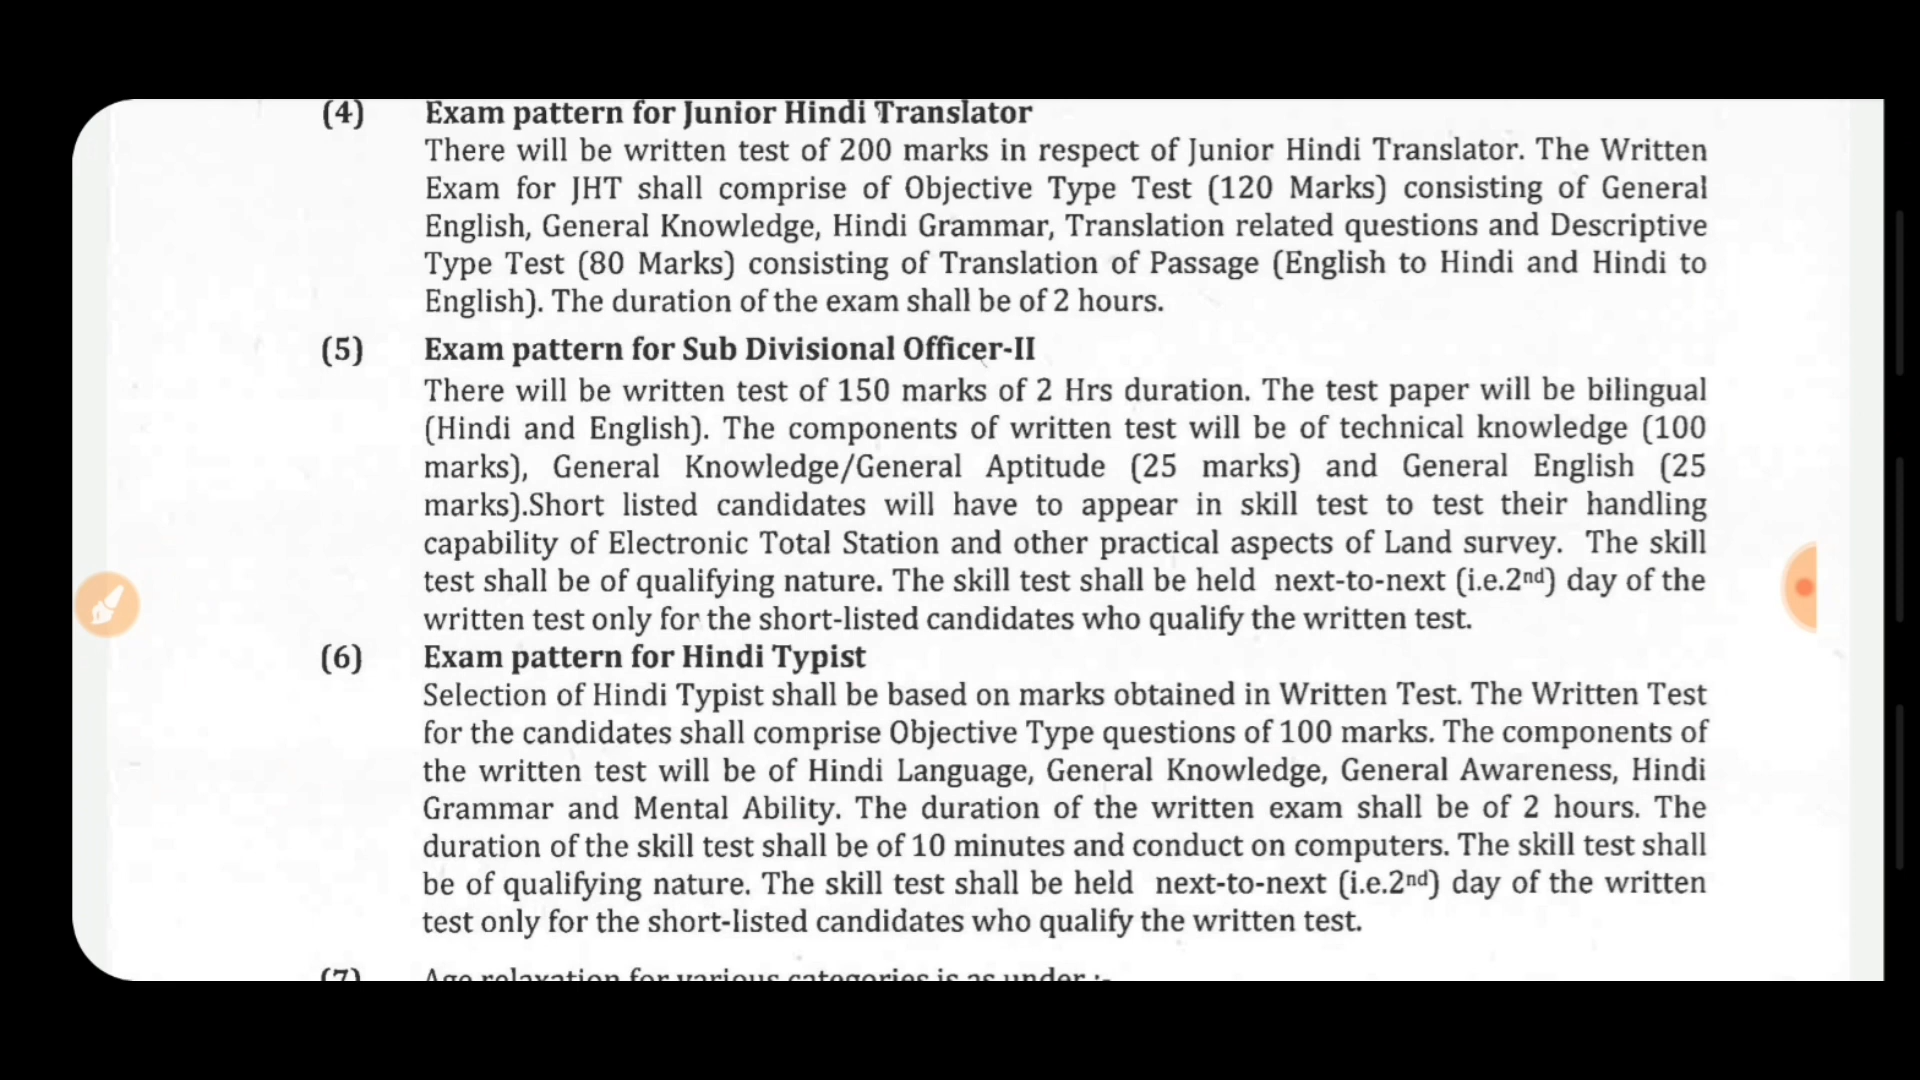 (4) Exam pattern for Junior Hindi Translator
There will be written test of 200 marks in respect of Junior Hindi Translator. The Written
Exam for JHT shall comprise of Objective Type Test (120 Marks) consisting of General
English, General Knowledge, Hindi Grammar, Translation related questions and Descriptive
Type Test (80 Marks) consisting of Translation of Passage (English to Hindi and Hindi to
English). The duration of the exam shall be of 2 hours.
(5) Exam pattern for Sub Divisional Officer-II
There will be written test of 150 marks of 2 Hrs duration. The test paper will be bilingual
(Hindi and English). The components of written test will be of technical knowledge (100
marks), General Knowledge/General Aptitude (25 marks) and General English (25
marks).Short listed candidates will have to appear in skill test to test their handling
capability of Electronic Total Station and other practical aspects of Land survey. The skill
test shall be of qualifying nature. The skill test shall be held next-to-next (i.e.2nd) day of the
written test only for the short-listed candidates who qualify the written test.
(6) Exam pattern for Hindi Typist
Selection of Hindi Typist shall be based on marks obtained in Written Test. The Written Test
for the candidates shall comprise Objective Type questions of 100 marks. The components of
the written test will be of Hindi Language, General Knowledge, General Awareness, Hindi
Grammar and Mental Ability. The duration of the written exam shall be of 2 hours. The
duration of the skill test shall be of 10 minutes and conduct on computers. The skill test shall
be of qualifying nature. The skill test shall be held next-to-next (i.e.2nd) day of the written
test only for the short-listed candidates who qualify the written test.
(7) Age relaxation for various categories is as under :-